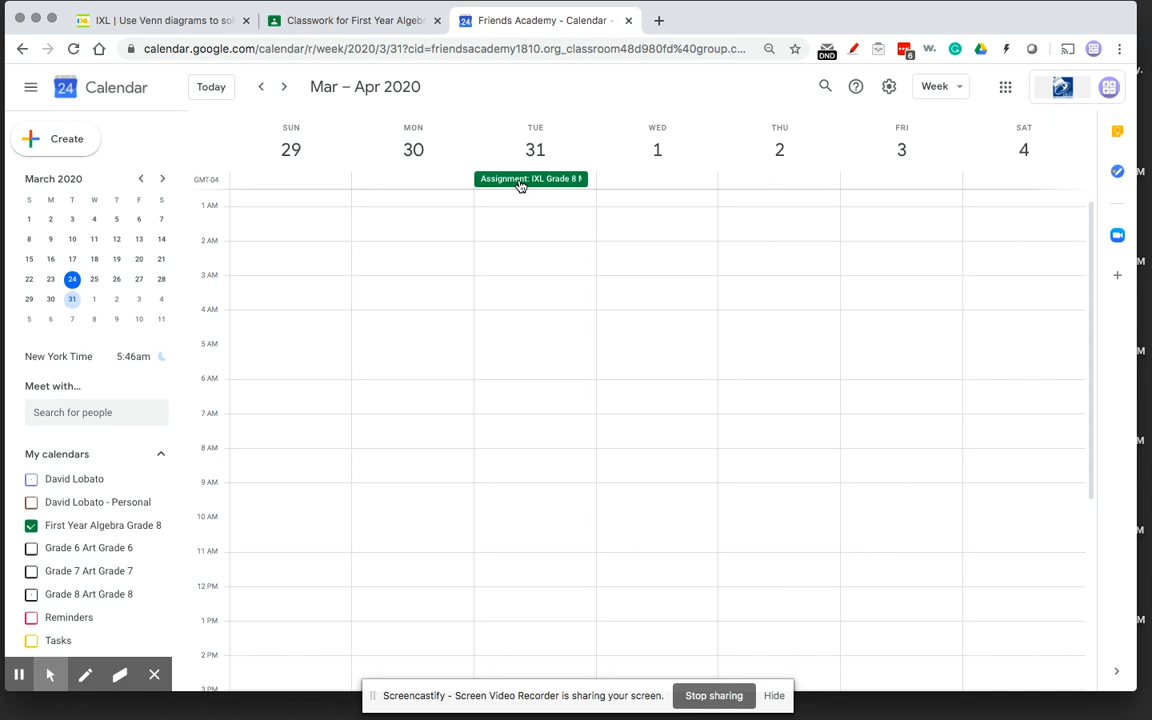 IXL | Use Venn diagrams to sol
Classwork for First Year Algebr
Friends Academy - Calendar -
calendar.google.com/calendar/r/week/2020/3/31?cid=friendsacademy1810.org_classroom48d980fd%40group.c...
DND
6
w.
24 Calendar
Today
Mar – Apr 2020
Week
Create
March 2020
S M T W T F S
1 2 3 4 5 6 7
8 9 10 11 12 13 14
15 16 17 18 19 20 21
22 23 24 25 26 27 28
29 30 31 1 2 3 4
5 6 7 8 9 10 11
New York Time 5:46am
Meet with...
Search for people
My calendars
David Lobato
David Lobato - Personal
First Year Algebra Grade 8
Grade 6 Art Grade 6
Grade 7 Art Grade 7
Grade 8 Art Grade 8
Reminders
Tasks
SUN MON TUE WED THU FRI SAT
29 30 31 1 2 3 4
GMT-04
Assignment: IXL Grade 8
1 AM
2 AM
3 AM
4 AM
5 AM
6 AM
7 AM
8 AM
9 AM
10 AM
11 AM
12 PM
1 PM
2 PM
3 PM
Screencastify - Screen Video Recorder is sharing your screen.
Stop sharing
Hide